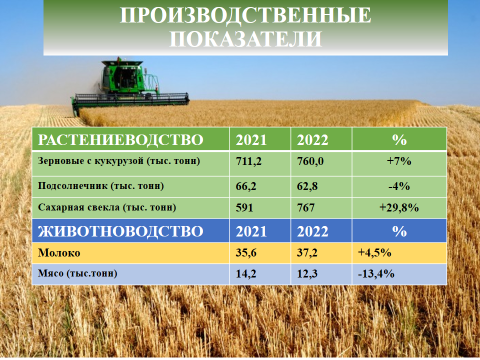 ПРОИЗВОДСТВЕННЫЕ
ПОКАЗАТЕЛИ
РАСТЕНИЕВОДСТВО 2021 2022 %
Зерновые с кукурузой (тыс. тонн) 711,2 760,0 +7%
Подсолнечник (тыс. тонн) 66,2 62,8 -4%
Сахарная свекла (тыс. тонн) 591 767 +29,8%
ЖИВОТНОВОДСТВО 2021 2022 %
Молоко 35,6 37,2 +4,5%
Мясо (тыс.тонн) 14,2 12,3 -13,4%